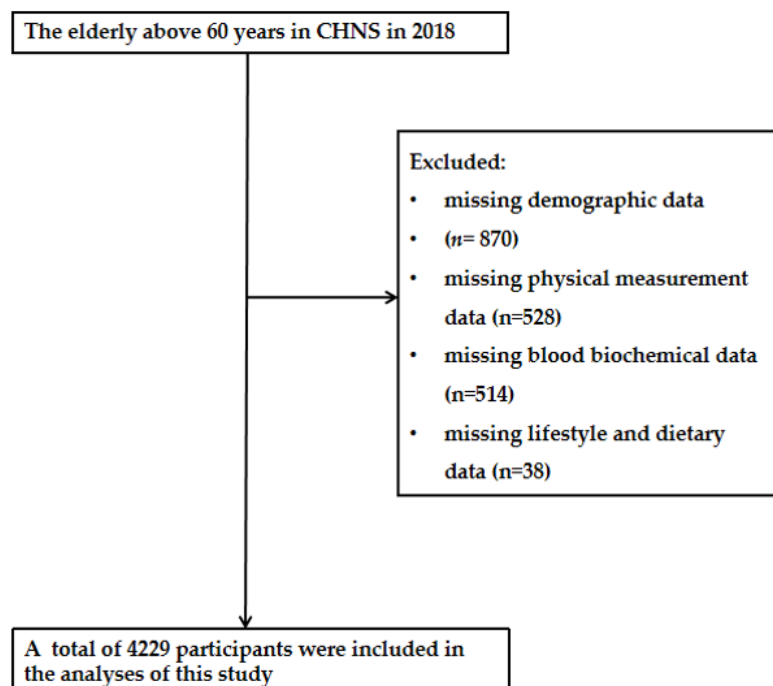 The elderly above 60 years in CHNS in 2018
Excluded:
• missing demographic data
• (n= 870)
• missing physical measurement
data (n=528)
• missing blood biochemical data
(n=514)
• missing lifestyle and dietary
data (n=38)
A total of 4229 participants were included in
the analyses of this study